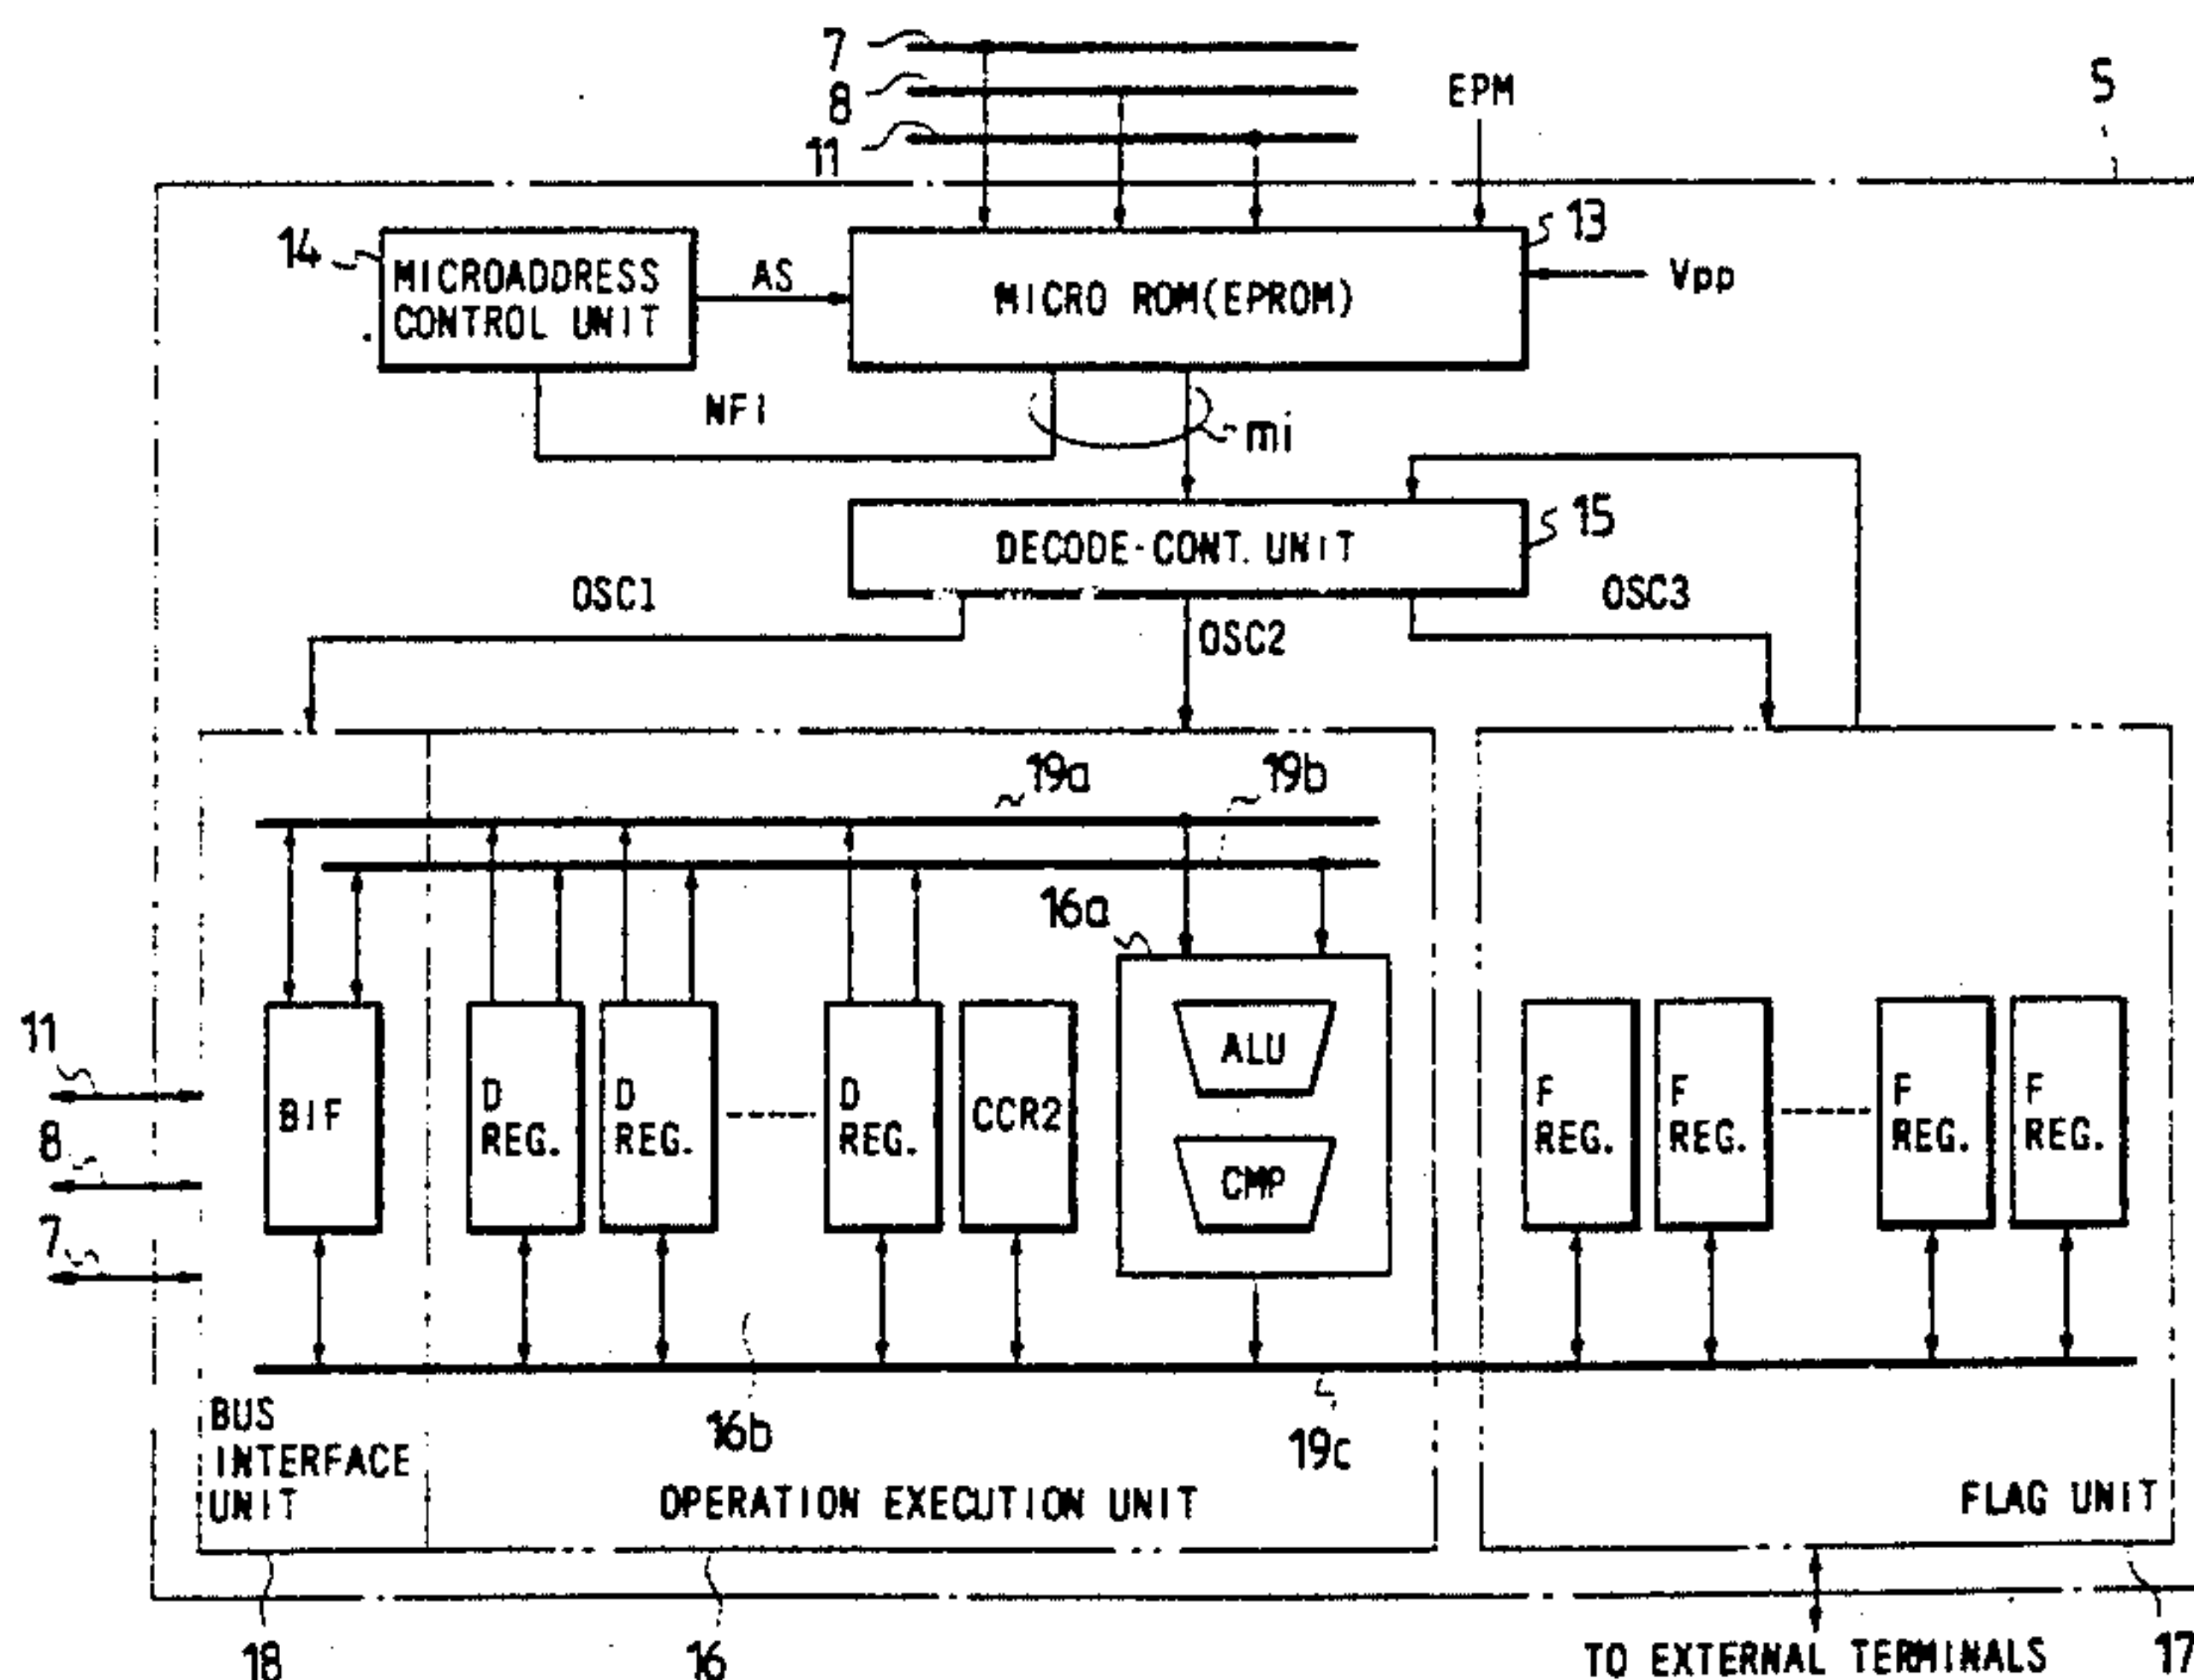 7
8
11
EPM
5
14
MICROADDRESS
CONTROL UNIT
AS
MICRO ROM(EPROM)
13
Vpp
NF1
mi
DECODE-CONT. UNIT
15
OSC1
OSC2
OSC3
19a
19b
16a
11
8
7
BIF
D
REG.
D
REG.
D
REG.
CCR2
ALU
CMP
F
REG.
F
REG.
F
REG.
F
REG.
16b
19c
BUS
INTERFACE
UNIT
OPERATION EXECUTION UNIT
FLAG UNIT
18
16
TO EXTERNAL TERMINALS
17